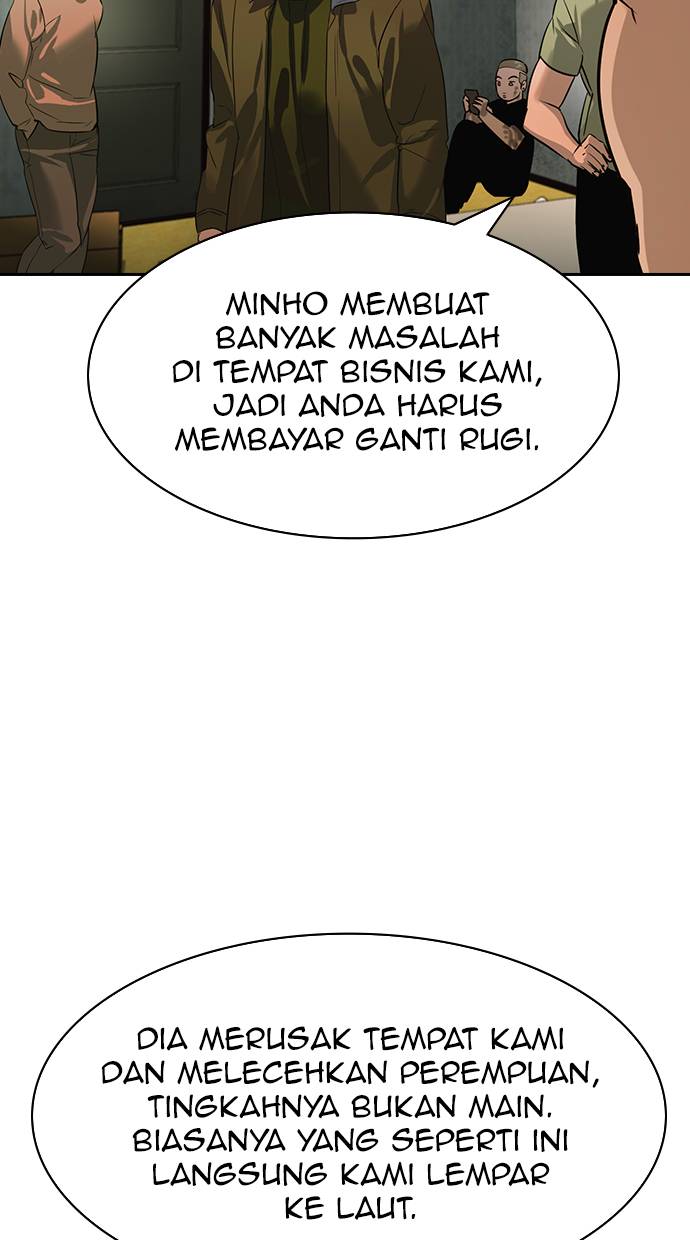 MINHO MEMBUAT
BANYAK MASALAH
DI TEMPAT BISNIS KAMI,
JADI ANDA HARUS
MEMBAYAR GANTI RUGI.
DIA MERUSAK TEMPAT KAMI
DAN MELECEHKAN PEREMPUAN,
TINGKAHNYA BUKAN MAIN.
BIASANYA YANG SEPERTI INI
LANGSUNG KAMI LEMPAR
KE LAUT.